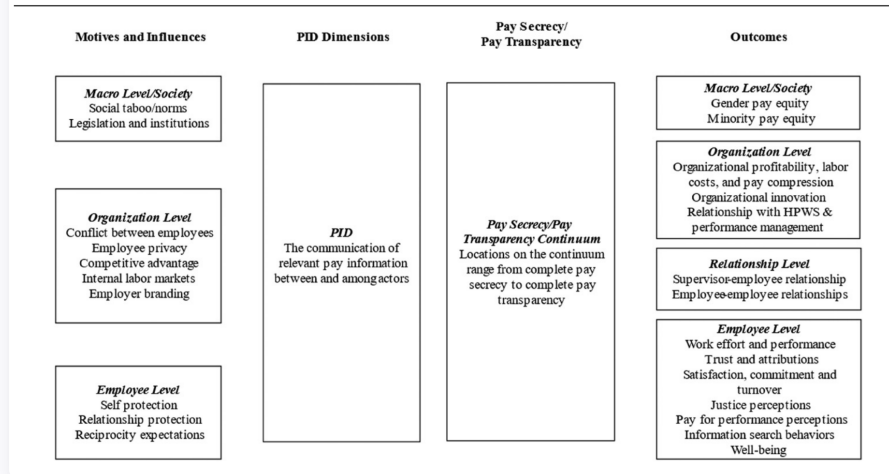 Motives and Influences
PID Dimensions
Pay Secrecy/
Pay Transparency
Outcomes
Macro Level/Society
Social taboo/norms
Legislation and institutions
Organization Level
Conflict between employees
Employee privacy
Competitive advantage
Internal labor markets
Employer branding
Employee Level
Self protection
Relationship protection
Reciprocity expectations
PID
The communication of
relevant pay information
between and amongactors
Pay Secrecy/Pay
Transparency Continuum
Locations on the continuum
range from complete pay
secrecy to complete pay
transparency
Macro Level/Society
Gender pay equity
Minority pay equity
Organization Level
Organizational profitability, labor
costs, and pay compression
Organizational innovation
Relationship with HPWS &
performance management
Relationship Level
Supervisor-employee relationship
Employee-employee relationships
Employee Level
Work effort and performance
Trust and attributions
Satisfaction, commitment and
turnover
Justice perceptions
Pay for performance perceptions
Information search behaviors
Well-being